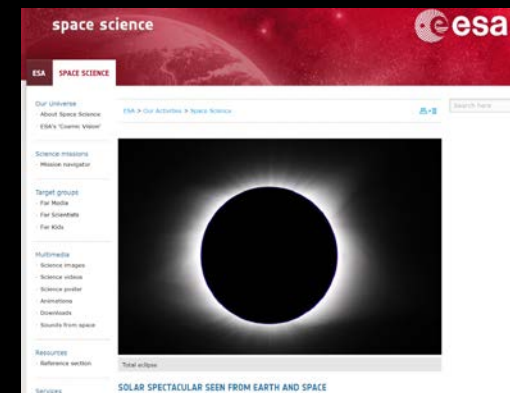 space science
esa
ESA SPACE SCIENCE
Our Universe
- About Space Science
- ESA's 'Cosmic Vision'
ESA > Our Activities > Space Science
Search here
Science missions
- Mission navigator
Target groups
- For Media
- For Scientists
- For Kids
Multimedia
- Science images
- Science videos
- Science poster
- Animations
- Downloads
- Sounds from space
Resources
- Reference section
Total eclipse
Services
SOLAR SPECTACULAR SEEN FROM EARTH AND SPACE